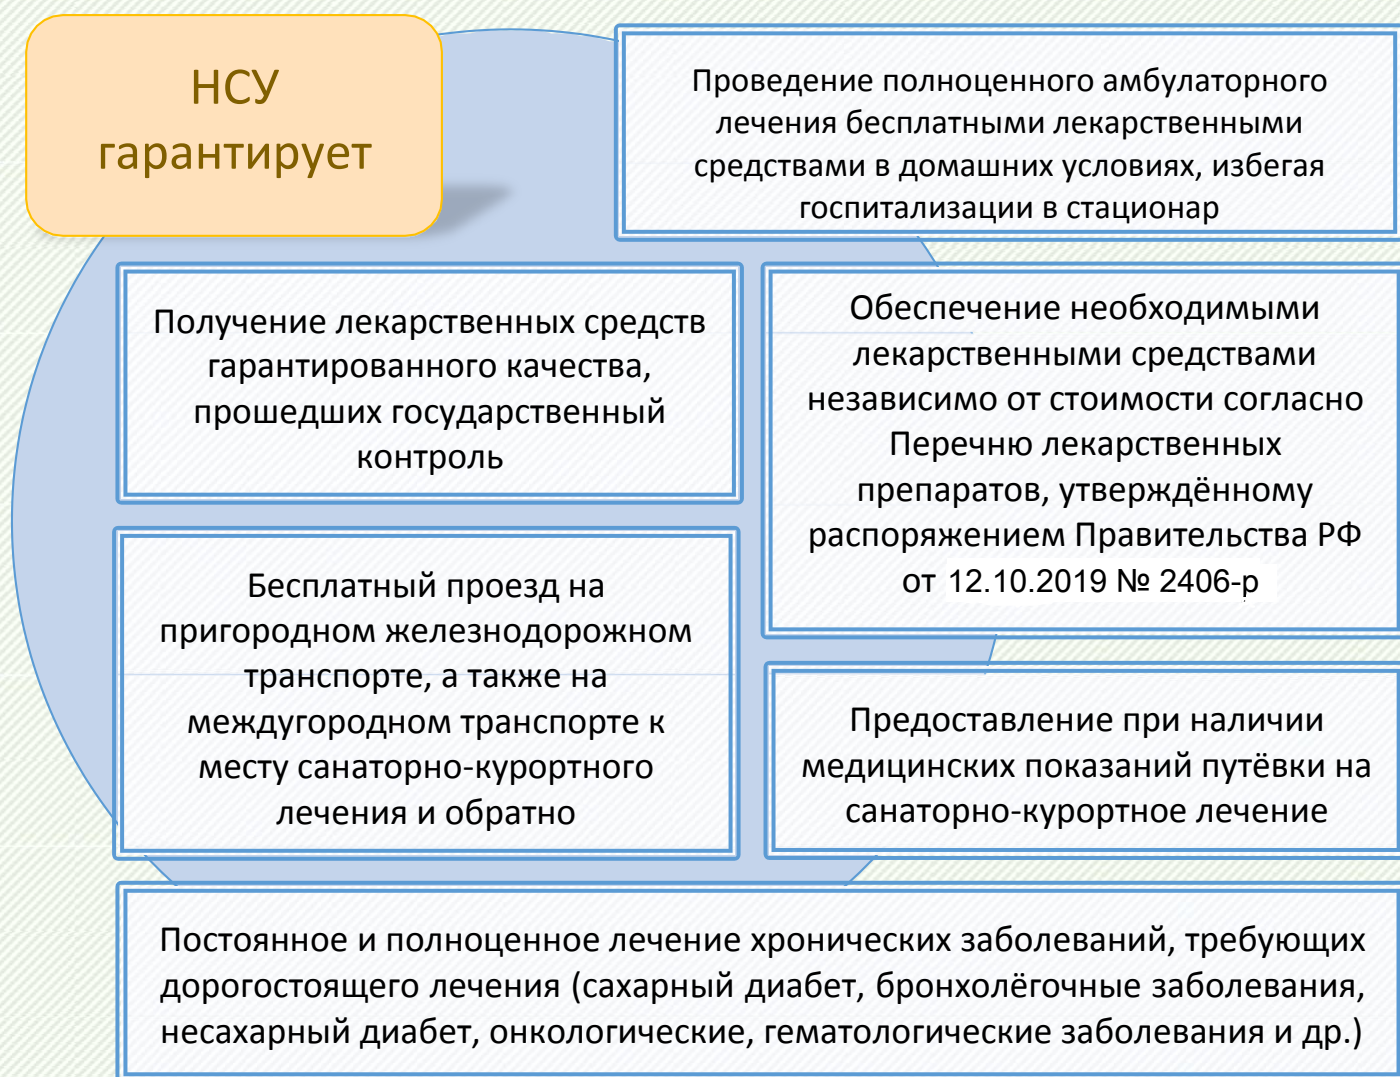 НСУ
гарантирует
Проведение полноценного амбулаторного
лечения бесплатными лекарственными
средствами в домашних условиях, избегая
госпитализации в стационар
Получение лекарственных средств
гарантированного качества,
прошедших государственный
контроль
Обеспечение необходимыми
лекарственными средствами
независимо от стоимости согласно
Перечню лекарственных
препаратов, утверждённому
распоряжением Правительства РФ
от 12.10.2019 № 2406-р
Бесплатный проезд на
пригородном железнодорожном
транспорте, а также на
междугородном транспорте к
месту санаторно-курортного
лечения и обратно
Предоставление при наличии
медицинских показаний путёвки на
санаторно-курортное лечение
Постоянное и полноценное лечение хронических заболеваний, требующих
дорогостоящего лечения (сахарный диабет, бронхолёгочные заболевания,
несахарный диабет, онкологические, гематологические заболевания и др.)